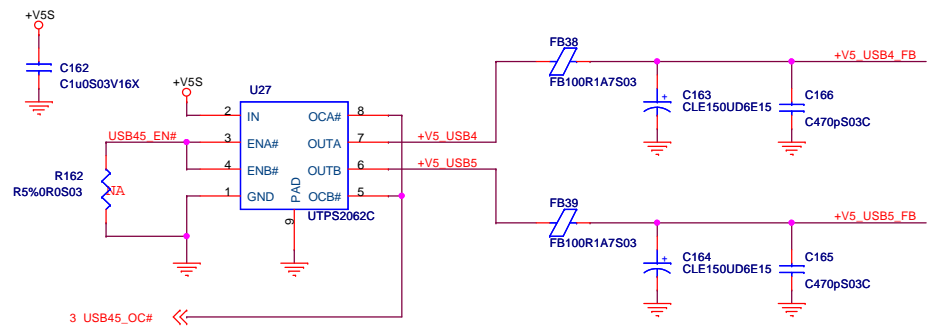 +V5S
C162
C1u0S03V16X
+V5S
U27
2 IN OCA# 8
USB45_EN#
3 ENA# OUTA 7
+V5_USB4
4 ENB# OUTB 6
+V5_USB5
1 GND OCB# 5
PAD
9
UTPS2062C
R162
R5%0R0S03
NA
3 USB45_OC#
FB38
FB100R1A7S03
+V5_USB4_FB
C163
CLE150UD6E15
C166
C470pS03C
FB39
FB100R1A7S03
+V5_USB5_FB
C164
CLE150UD6E15
C165
C470pS03C